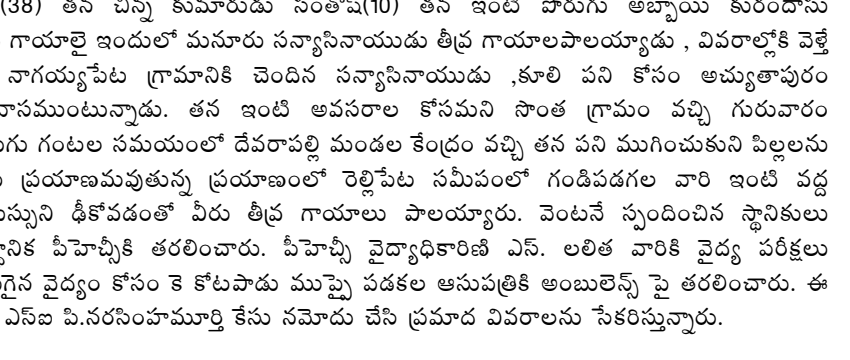 (38) తన చిన్న కుమారుడు సంతోష్(10) తన ఇంటి పొరుగు అబ్బాయి కురందాసు
గాయాలై ఇందులో మనూరు సన్యాసినాయుడు తీవ్ర గాయాలపాలయ్యాడు , వివరాల్లోకి వెళ్తే
నాగయ్యపేట గ్రామానికి చెందిన సన్యాసినాయుడు ,కూలి పని కోసం అచ్యుతాపురం
తన ఇంటి అవసరాల కోసమని సొంత గ్రామం వచ్చి గురువారం
గంటల సమయంలో దేవరాపల్లి మండల కేంద్రం వచ్చి తన పని ముగించుకుని పిల్లలను
ప్రయాణమవుతున్న ప్రయాణంలో రెల్లిపేట సమీపంలో గండిపడగల వారి ఇంటి వద్ద
ఢీకోవడంతో వీరు తీవ్ర గాయాలు పాలయ్యారు. వెంటనే స్పందించిన స్థానికులు
పీహెచ్సీకి తరలించారు. పీహెచ్సీ వైద్యాధికారిణి ఎస్. లలిత వారికి వైద్య పరీక్షలు
వైద్యం కోసం కె కోటపాడు ముప్పై పడకల ఆసుపత్రికి అంబులెన్స్ పై తరలించారు. ఈ
ఎస్ఐ పి.నరసింహమూర్తి కేసు నమోదు చేసి ప్రమాద వివరాలను సేకరిస్తున్నారు.